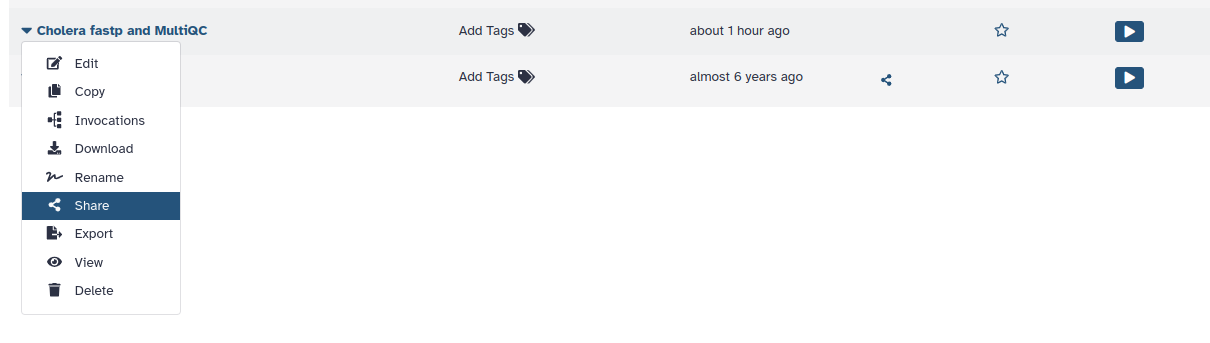 Cholera fastp and MultiQC Add Tags about 1 hour ago
Edit
Add Tags almost 6 years ago
Copy
Invocations
Download
Rename
Share
Export
View
Delete